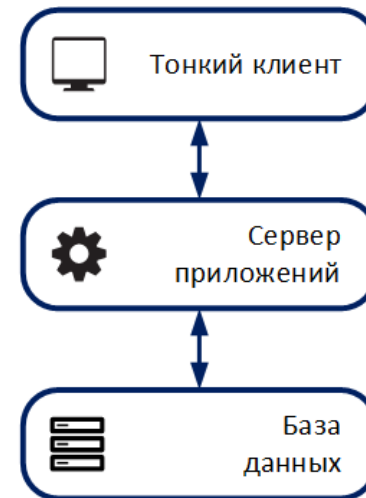 Тонкий клиент
Сервер
приложений
База
данных